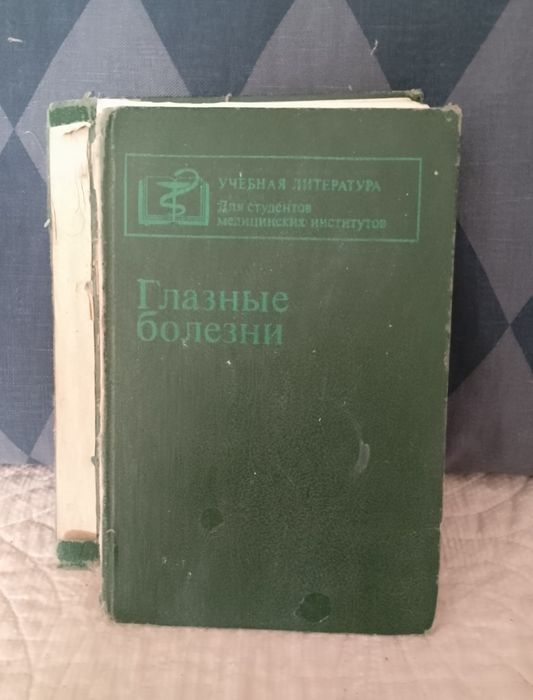 УЧЕБНАЯ ЛИТЕРАТУРА
Для студентов
медицинских институтов
Глазные
болезни